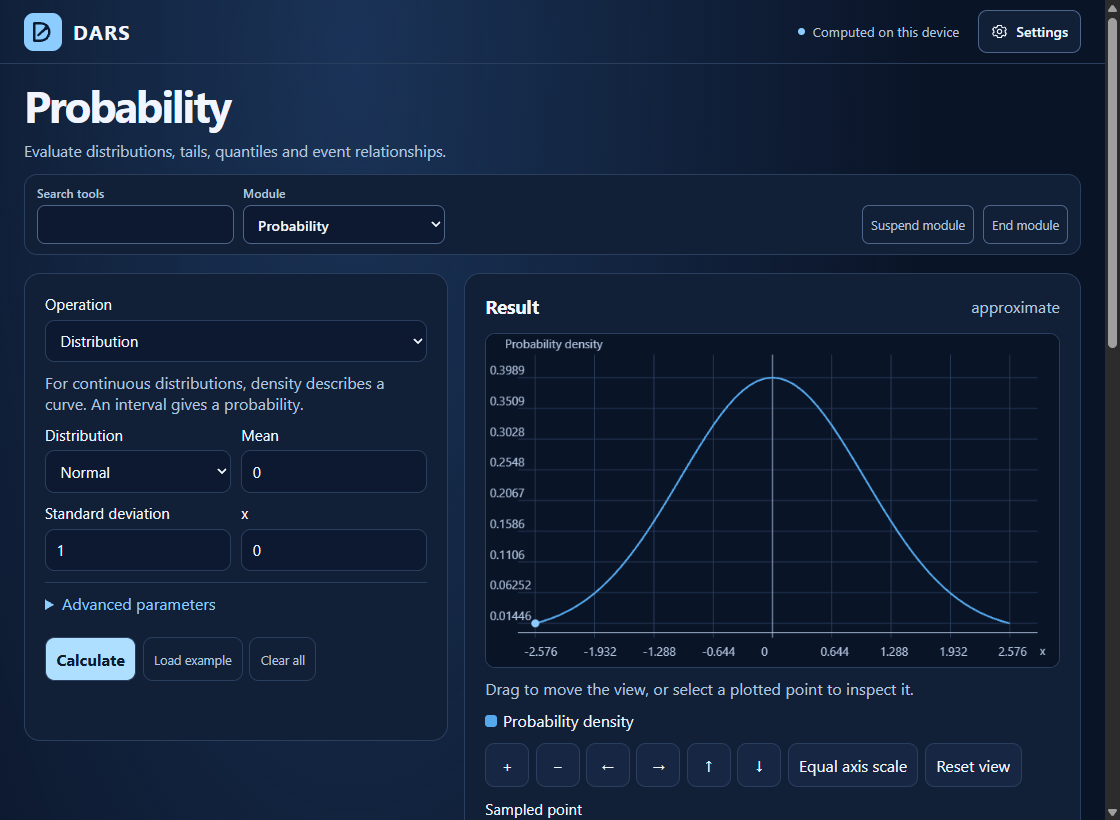 DARS
Computed on this device
Settings
Probability
Evaluate distributions, tails, quantiles and event relationships.
Search tools
Module
Probability
Suspend module
End module
Operation
Distribution
For continuous distributions, density describes a
curve. An interval gives a probability.
Distribution
Mean
Normal
0
Standard deviation
x
1
0
Advanced parameters
Calculate
Load example
Clear all
Result
approximate
Probability density
0.3989
0.3509
0.3028
0.2548
0.2067
0.1586
0.1106
0.06252
0.01446
-2.576
-1.932
-1.288
-0.644
0
0.644
1.288
1.932
2.576
x
Drag to move the view, or select a plotted point to inspect it.
Probability density
+
−
←
→
↑
↓
Equal axis scale
Reset view
Sampled point